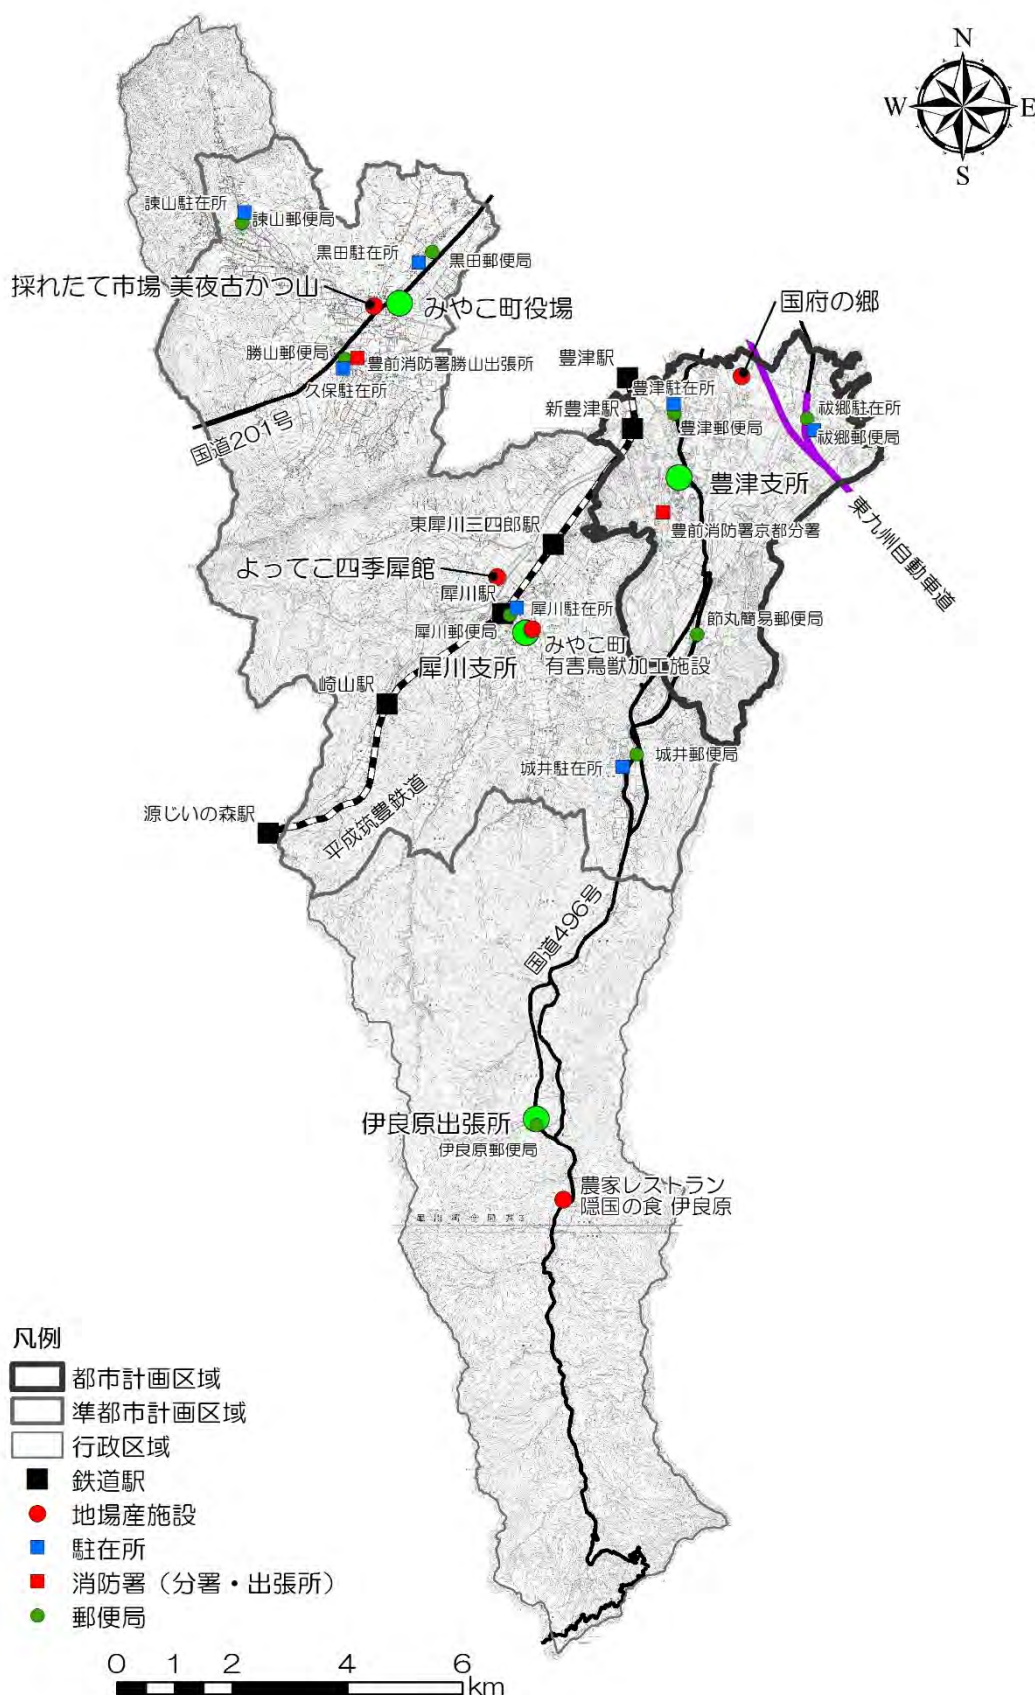 N
W
E
S
諫山駐在所
諫山郵便局
黒田駐在所
黒田郵便局
採れたて市場 美夜古かつ山
みやこ町役場
国府の郷
勝山郵便局
豊前消防署勝山出張所
久保駐在所
国道201号
豊津駅
豊津駐在所
新豊津駅
豊津郵便局
祓郷駐在所
祓郷郵便局
豊津支所
東九州自動車道
豊前消防署京都分署
東犀川三四郎駅
よってこ四季犀館
犀川駅
犀川駐在所
犀川郵便局
節丸簡易郵便局
みやこ町
有害鳥獣加工施設
犀川支所
崎山駅
城井郵便局
城井駐在所
源じいの森駅
平成筑豊鉄道
国道496号
伊良原出張所
伊良原郵便局
農家レストラン
隠国の食 伊良原
凡例
都市計画区域
準都市計画区域
行政区域
鉄道駅
地場産施設
駐在所
消防署（分署・出張所）
郵便局
0 1 2 4 6
km